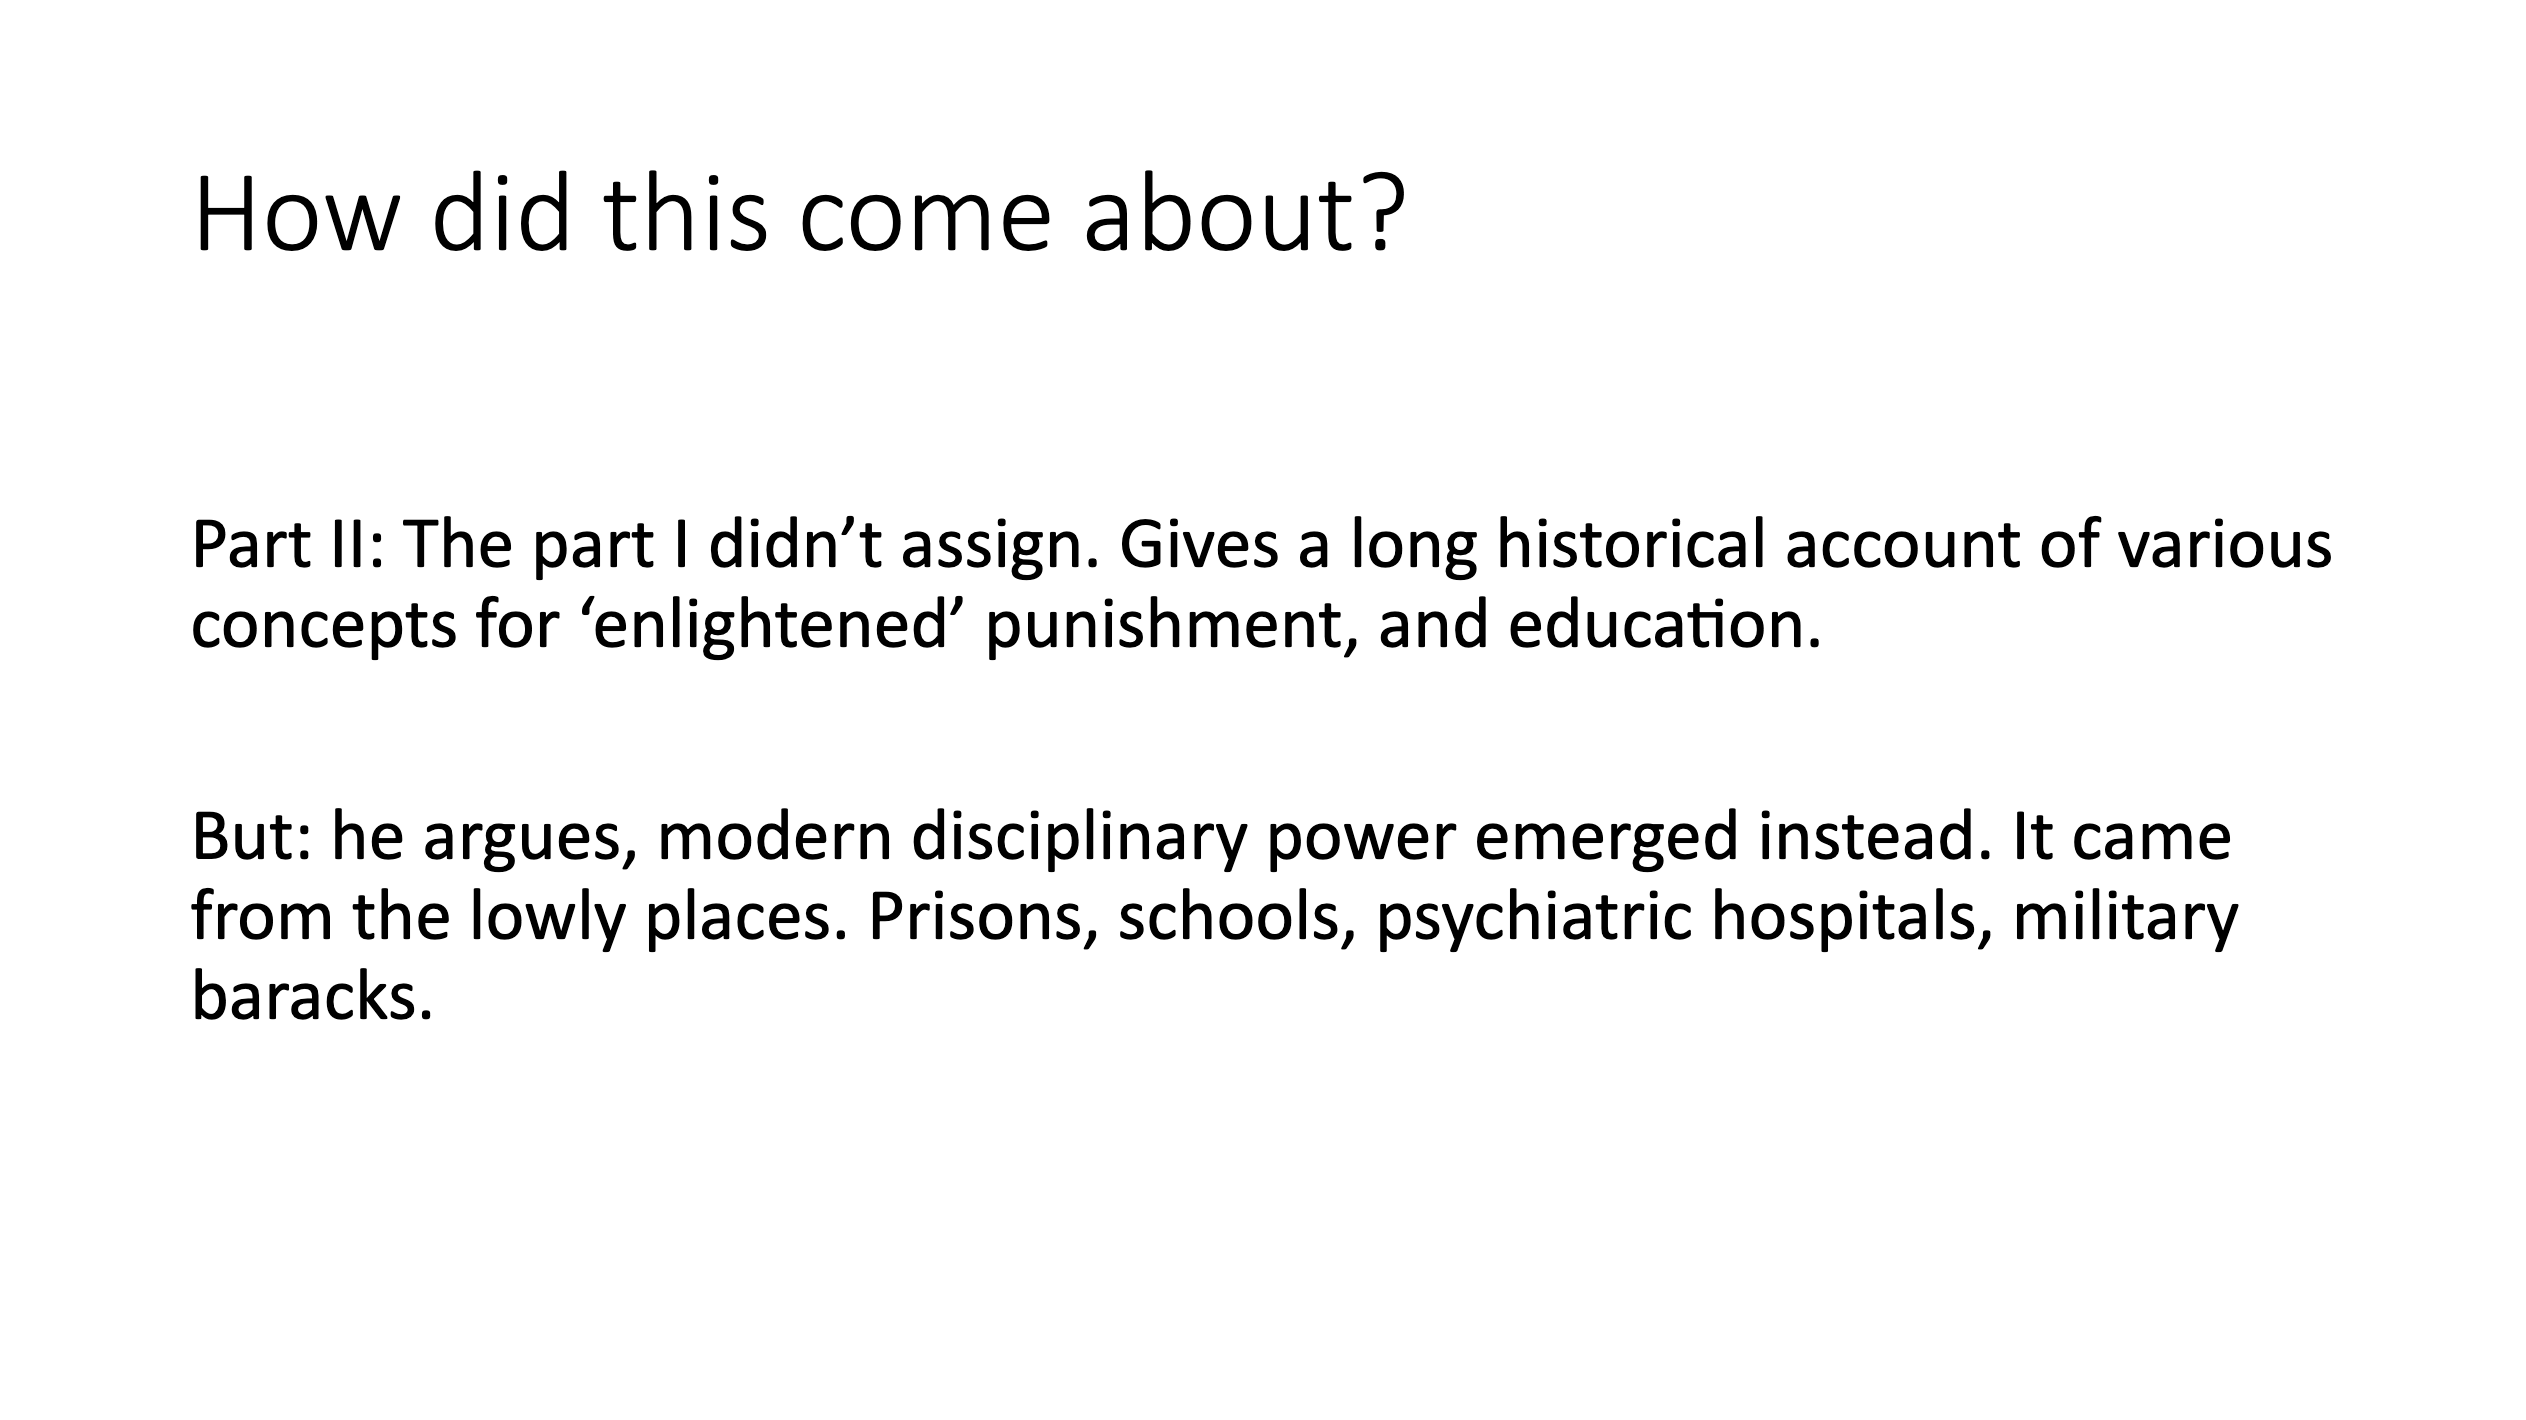 How did this come about?
Part II: The part I didn’t assign. Gives a long historical account of various
concepts for ‘enlightened’ punishment, and education.
But: he argues, modern disciplinary power emerged instead. It came
from the lowly places. Prisons, schools, psychiatric hospitals, military
baracks.